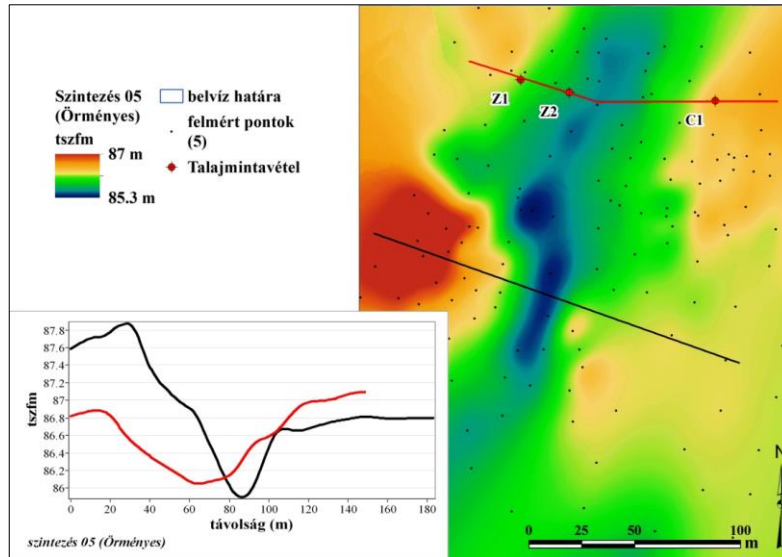 Szintezés 05
(Örményes)
tszfm
87 m
85.3 m
belvíz határa
felmért pontok
(5)
Talajmintavétel
Z1
Z2
C1
87.8
87.6
87.4
87.2
87
86.8
86.6
86.4
86.2
86
tszfm
0 20 40 60 80 100 120 140 160 180
távolság (m)
szintezés 05 (Örményes)
N
0 25 50 100
m